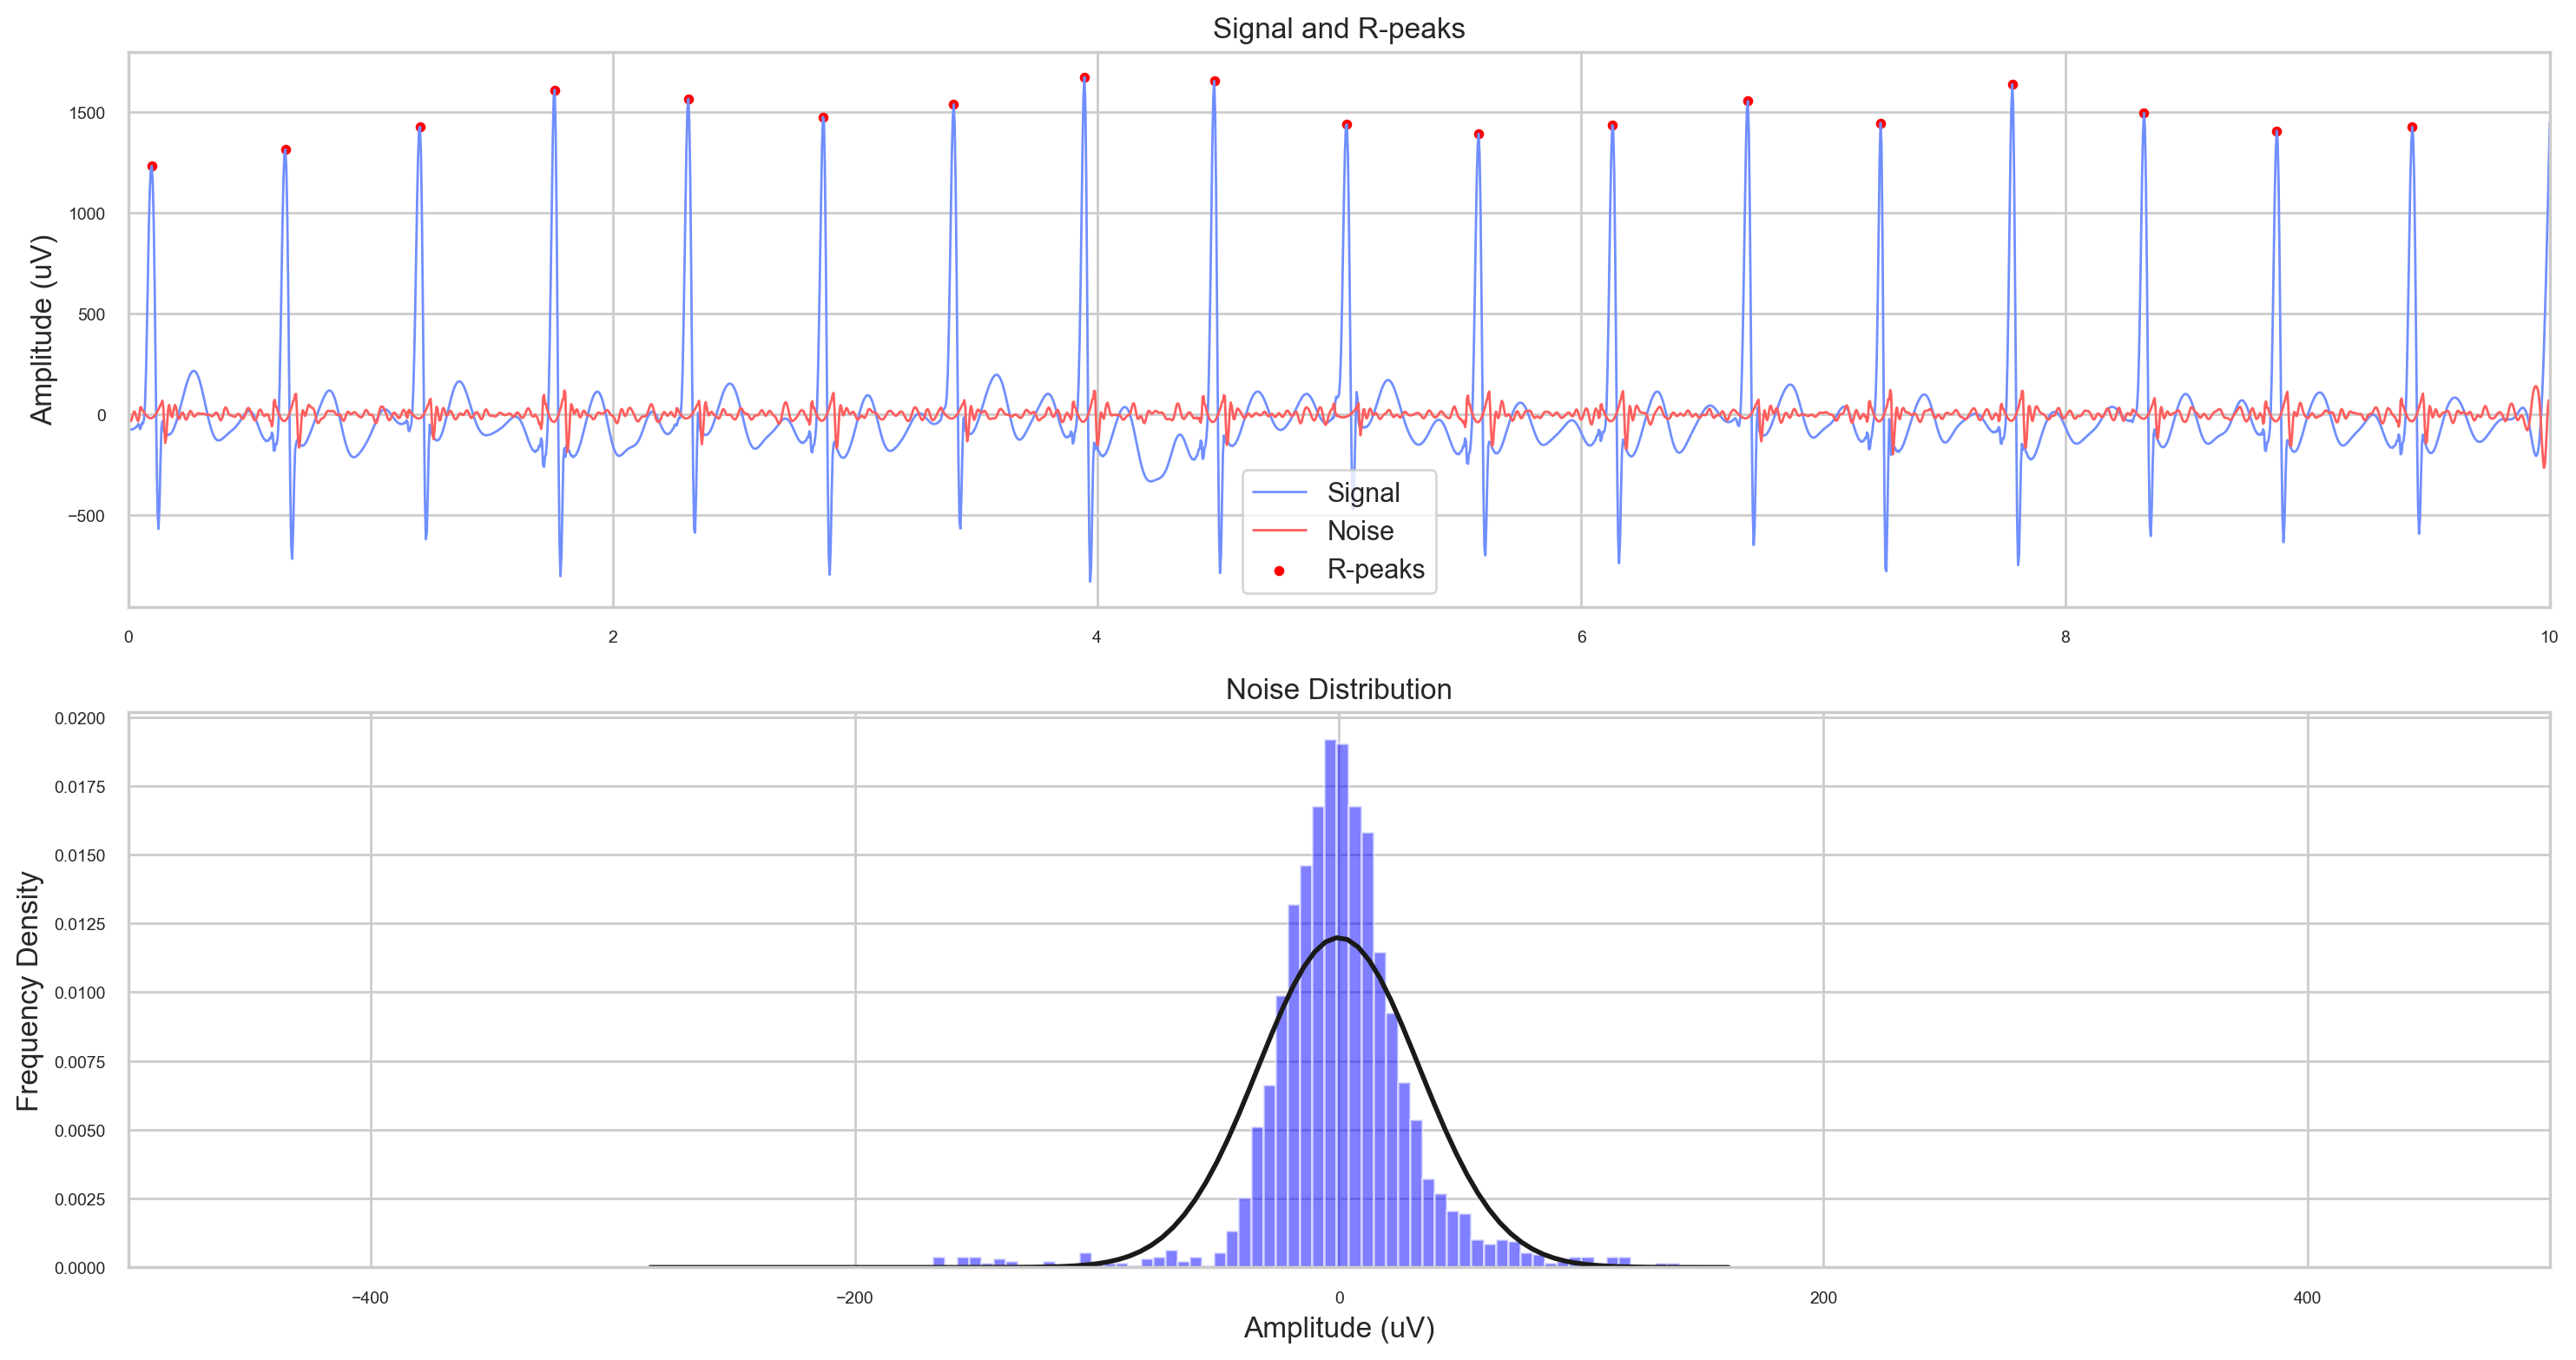 Signal and R-peaks
Amplitude (uV)
1500
1000
500
0
−500
Signal
Noise
R-peaks
0 2 4 6 8 10
Noise Distribution
Frequency Density
0.0200
0.0175
0.0150
0.0125
0.0100
0.0075
0.0050
0.0025
0.0000
−400 −200 0 200 400
Amplitude (uV)